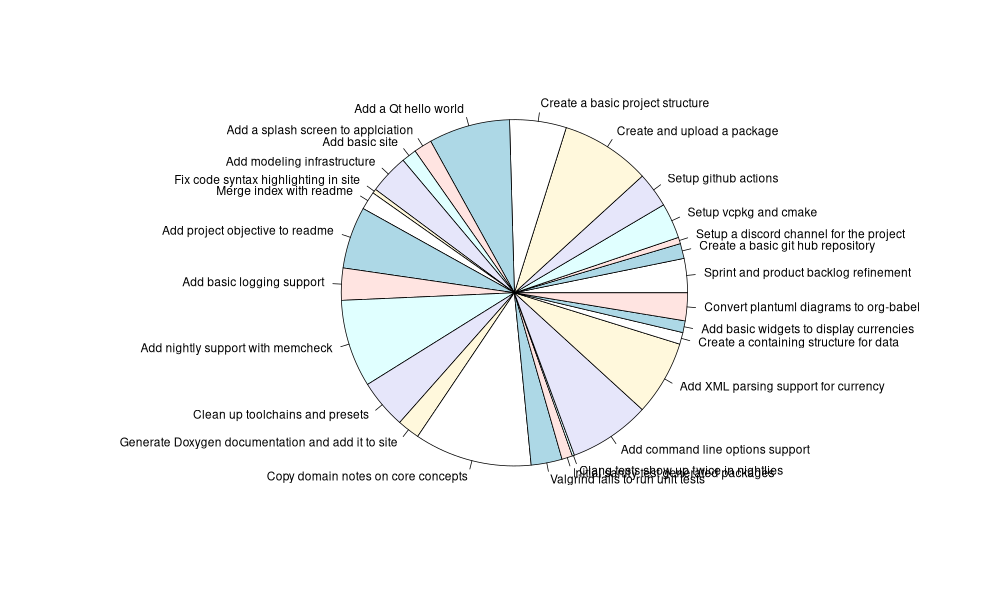 Create a basic project structure
Add a Qt hello world
Add a splash screen to applciation
Create and upload a package
Add basic site
Add modeling infrastructure
Setup github actions
Fix code syntax highlighting in site
Merge index with readme
Setup vcpkg and cmake
Add project objective to readme
Setup a discord channel for the project
Create a basic git hub repository
Sprint and product backlog refinement
Add basic logging support
Convert plantuml diagrams to org-babel
Add basic widgets to display currencies
Create a containing structure for data
Add nightly support with memcheck
Add XML parsing support for currency
Clean up toolchains and presets
Generate Doxygen documentation and add it to site
Add command line options support
Clang tests show up twice in nightlies
Initial sanity test generated packages
Copy domain notes on core concepts
Valgrind fails to run unit tests